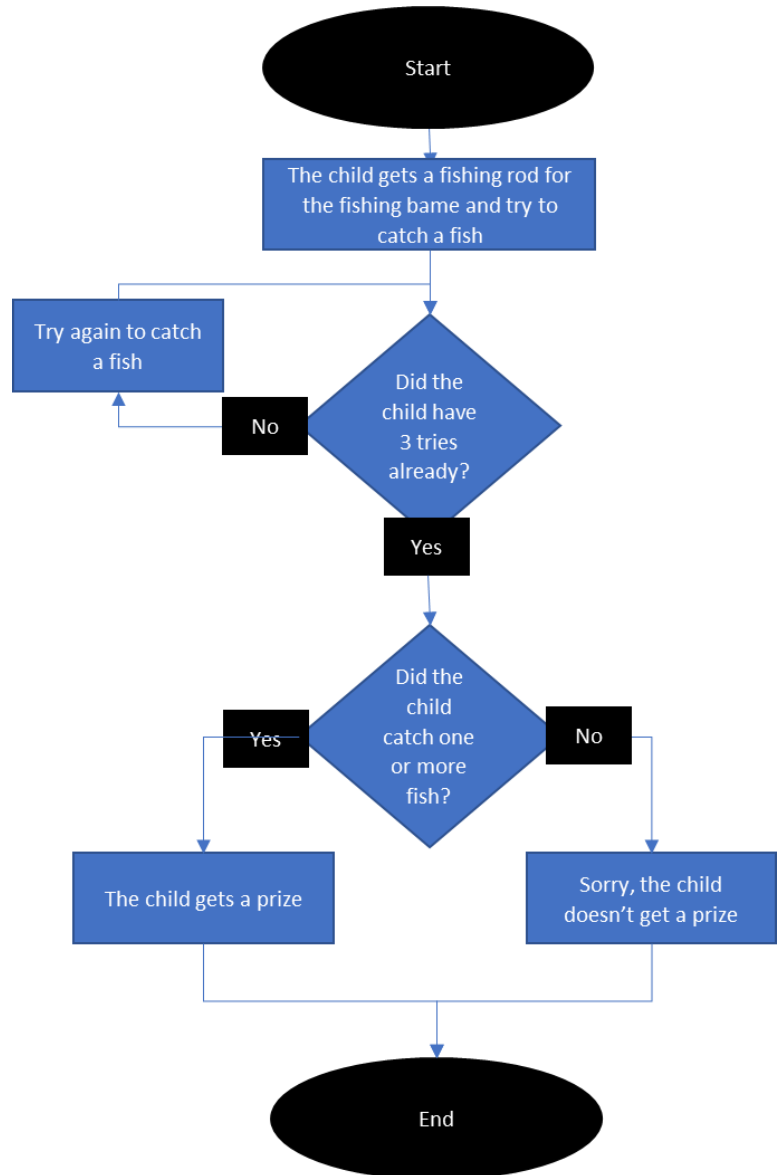 Start
The child gets a fishing rod for
the fishing bame and try to
catch a fish
Try again to catch
a fish
Did the
child have
3 tries
already?
No
Yes
Did the
child
catch one
or more
fish?
Yes
No
The child gets a prize
Sorry, the child
doesn’t get a prize
End